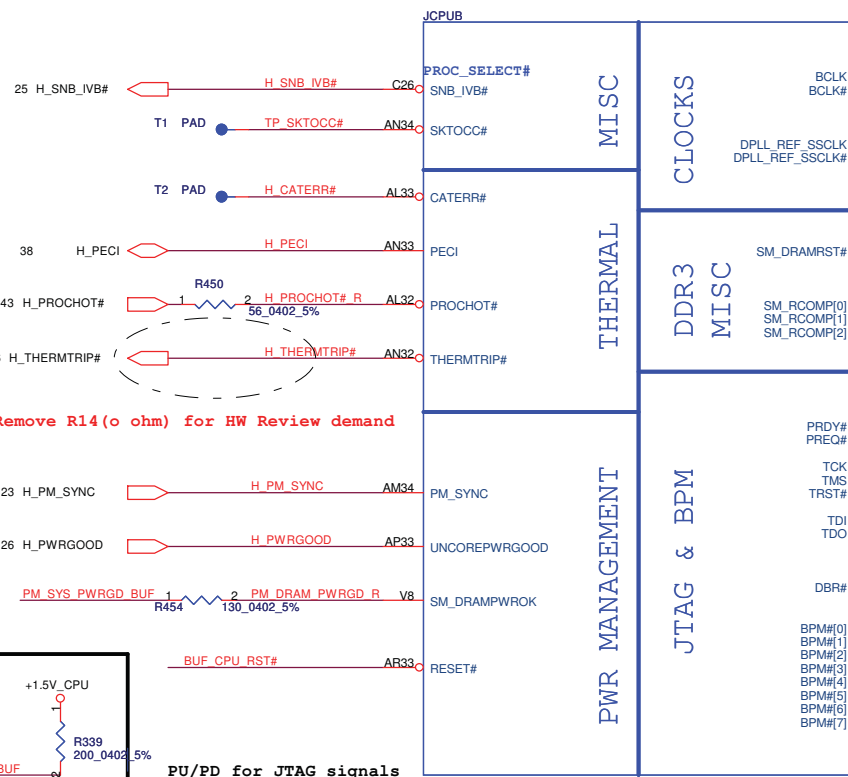 JCPUB
PROC_SELECT#
25 H_SNB_IVB# H_SNB_IVB# C26 SNB_IVB#
T1 PAD TP_SKTOCC# AN34 SKTOCC#
MISC
T2 PAD H_CATERR# AL33 CATERR#
38 H_PECI H_PECI AN33 PECI
R450
43 H_PROCHOT# 1 2 H_PROCHOT#_R AL32 PROCHOT#
56_0402_5%
H_THERMTRIP# H_THERMTRIP# AN32 THERMTRIP#
THERMAL
Remove R14(o ohm) for HW Review demand
23 H_PM_SYNC H_PM_SYNC AM34 PM_SYNC
26 H_PWRGOOD H_PWRGOOD AP33 UNCOREPWRGOOD
PM_SYS_PWRGD_BUF 1 2 PM_DRAM_PWRGD_R V8 SM_DRAMPWROK
R454 130_0402_5%
BUF_CPU_RST# AR33 RESET#
PWR MANAGEMENT
CLOCKS
BCLK
BCLK#
DPLL_REF_SSCLK
DPLL_REF_SSCLK#
DDR3
MISC
SM_DRAMRST#
SM_RCOMP[0]
SM_RCOMP[1]
SM_RCOMP[2]
JTAG & BPM
PRDY#
PREQ#
TCK
TMS
TRST#
TDI
TDO
DBR#
BPM#[0]
BPM#[1]
BPM#[2]
BPM#[3]
BPM#[4]
BPM#[5]
BPM#[6]
BPM#[7]
+1.5V_CPU
1
R339
200_0402_5%
2
BUF
PU/PD for JTAG signals